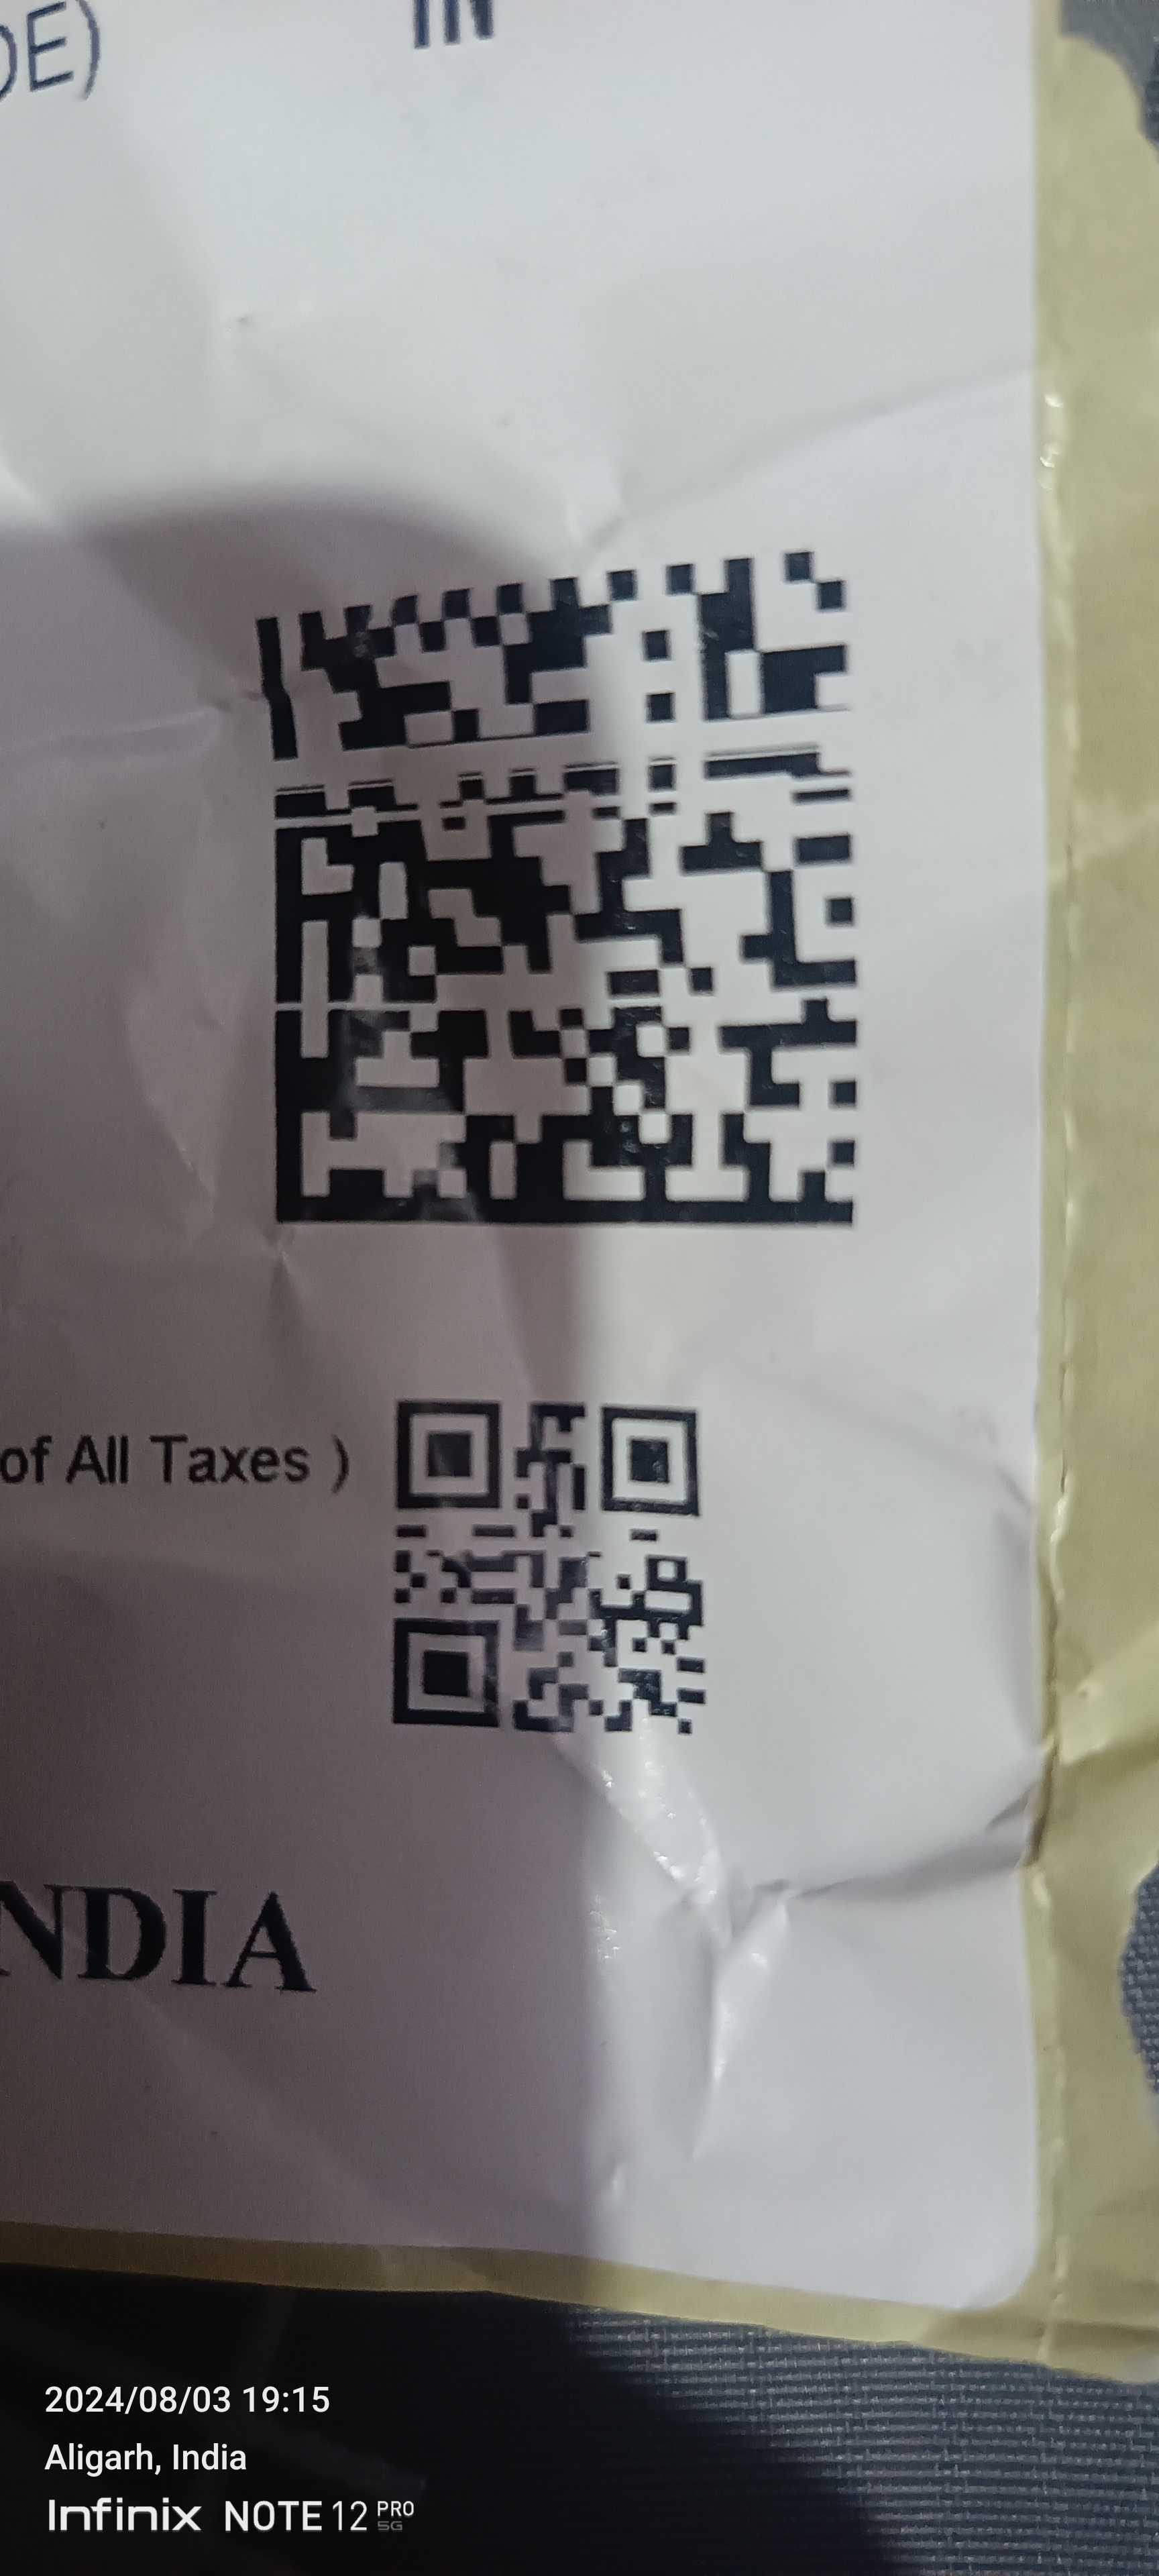 DE)
IN
of All Taxes )
NDIA
2024/08/03 19:15
Aligarh, India
Infinix NOTE 12 PRO 5G